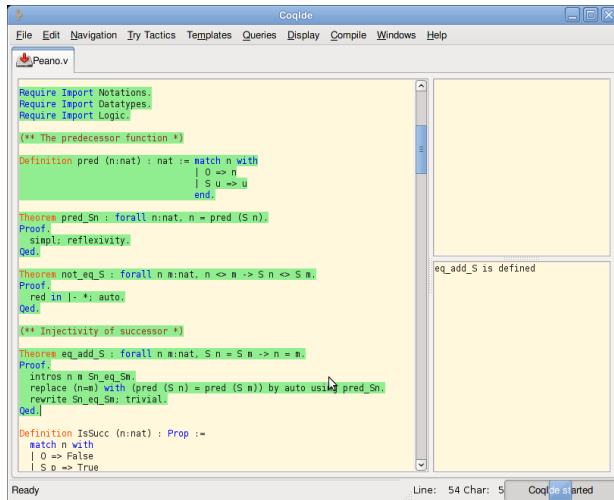 CoqIde
File Edit Navigation Try Tactics Templates Queries Display Compile Windows Help
Peano.v
Require Import Notations.
Require Import Datatypes.
Require Import Logic.
(** The predecessor function *)
Definition pred (n:nat) : nat := match n with
| O => n
| S u => u
end.
Theorem pred_Sn : forall n:nat, n = pred (S n).
Proof.
simpl; reflexivity.
Qed.
Theorem not_eq_S : forall n m:nat, n <> m -> S n <> S m.
Proof.
red in |- *; auto.
Qed.
(** Injectivity of successor *)
Theorem eq_add_S : forall n m:nat, S n = S m -> n = m.
Proof.
intros n m Sn_eq_Sm.
replace (n=m) with (pred (S n) = pred (S m)) by auto using pred_Sn.
rewrite Sn_eq_Sm; trivial.
Qed.
Definition IsSucc (n:nat) : Prop :=
match n with
| O => False
| S p => True
eq_add_S is defined
Ready
Line: 54 Char: 5
CoqIde started